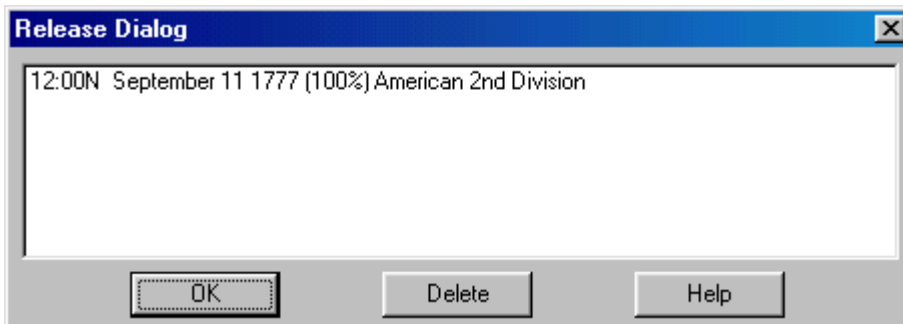 Release Dialog
12:00N September 11 1777 (100%) American 2nd Division
OK Delete Help